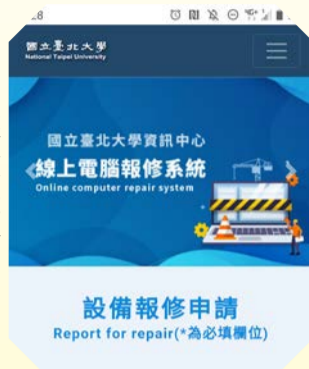 國立臺北大學
National Taipei University
國立臺北大學資訊中心
線上電腦報修系統
Online computer repair system
設備報修申請
Report for repair(*為必填欄位)